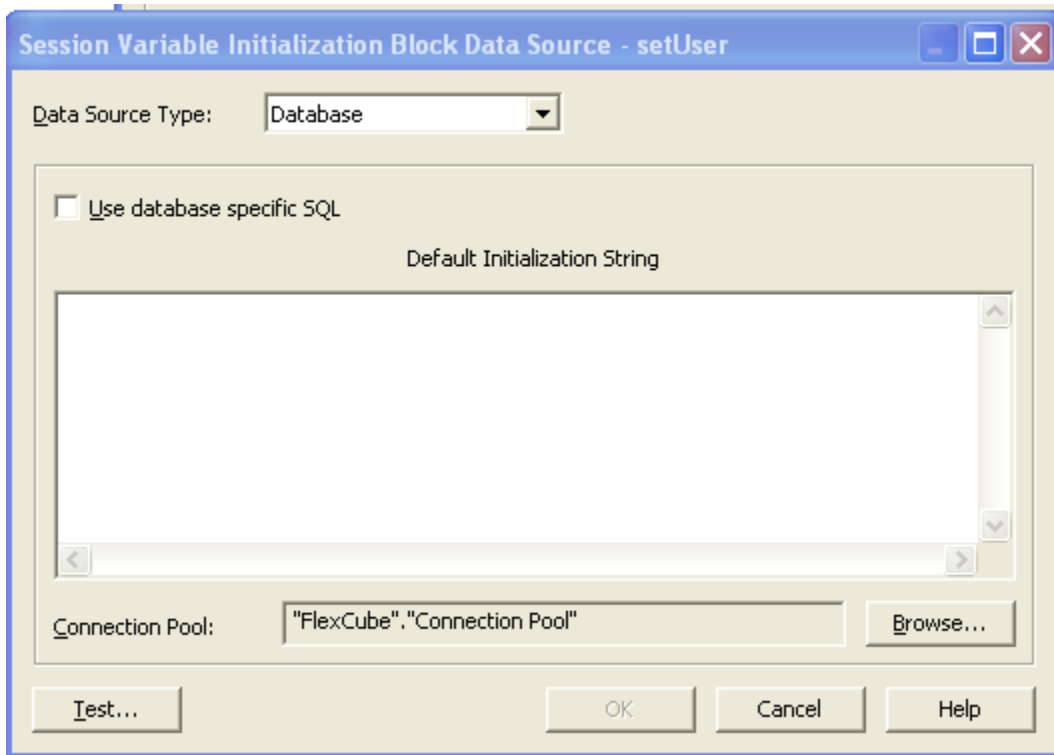 Session Variable Initialization Block Data Source - setUser
Data Source Type: Database
Use database specific SQL
Default Initialization String
Connection Pool: "FlexCube"."Connection Pool" Browse...
Test... OK Cancel Help